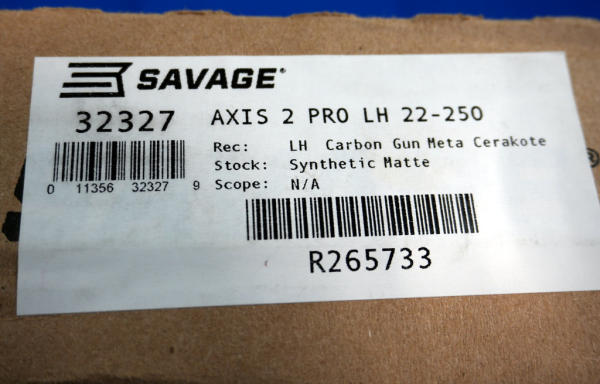 SAVAGE®
32327 AXIS 2 PRO LH 22-250
Rec: LH Carbon Gun Meta Cerakote
Stock: Synthetic Matte
Scope: N/A
0 11356 32327 9
R265733
®